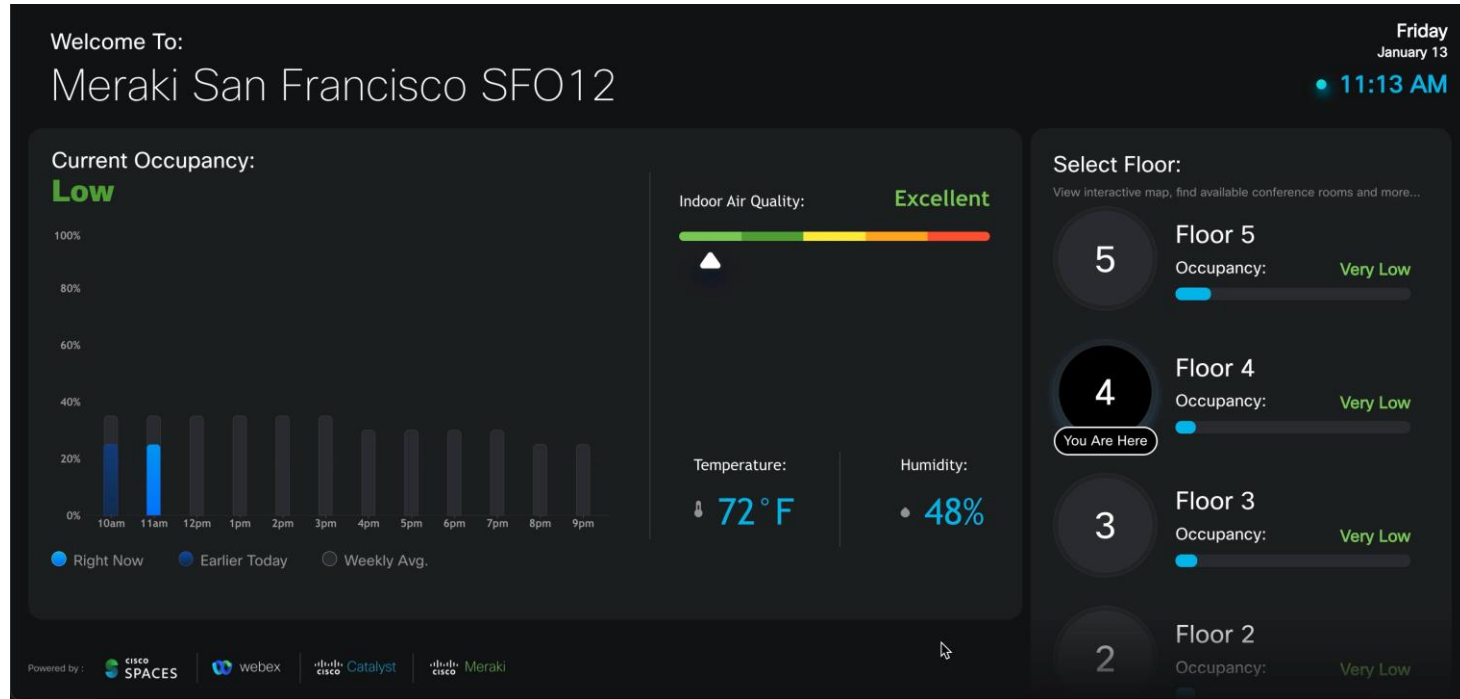 Welcome To:
Meraki San Francisco SFO12
Friday
January 13
11:13 AM
Current Occupancy:
Low
100%
80%
60%
40%
20%
0%
10am 11am 12pm 1pm 2pm 3pm 4pm 5pm 6pm 7pm 8pm 9pm
Right Now Earlier Today Weekly Avg.
Indoor Air Quality: Excellent
Temperature: Humidity:
72°F 48%
Select Floor:
View interactive map, find available conference rooms and more...
5
Floor 5
Occupancy: Very Low
4
You Are Here
Floor 4
Occupancy: Very Low
3
Floor 3
Occupancy: Very Low
2
Floor 2
Occupancy: Very Low
Powered by : CISCO SPACES webex CISCO Catalyst CISCO Meraki